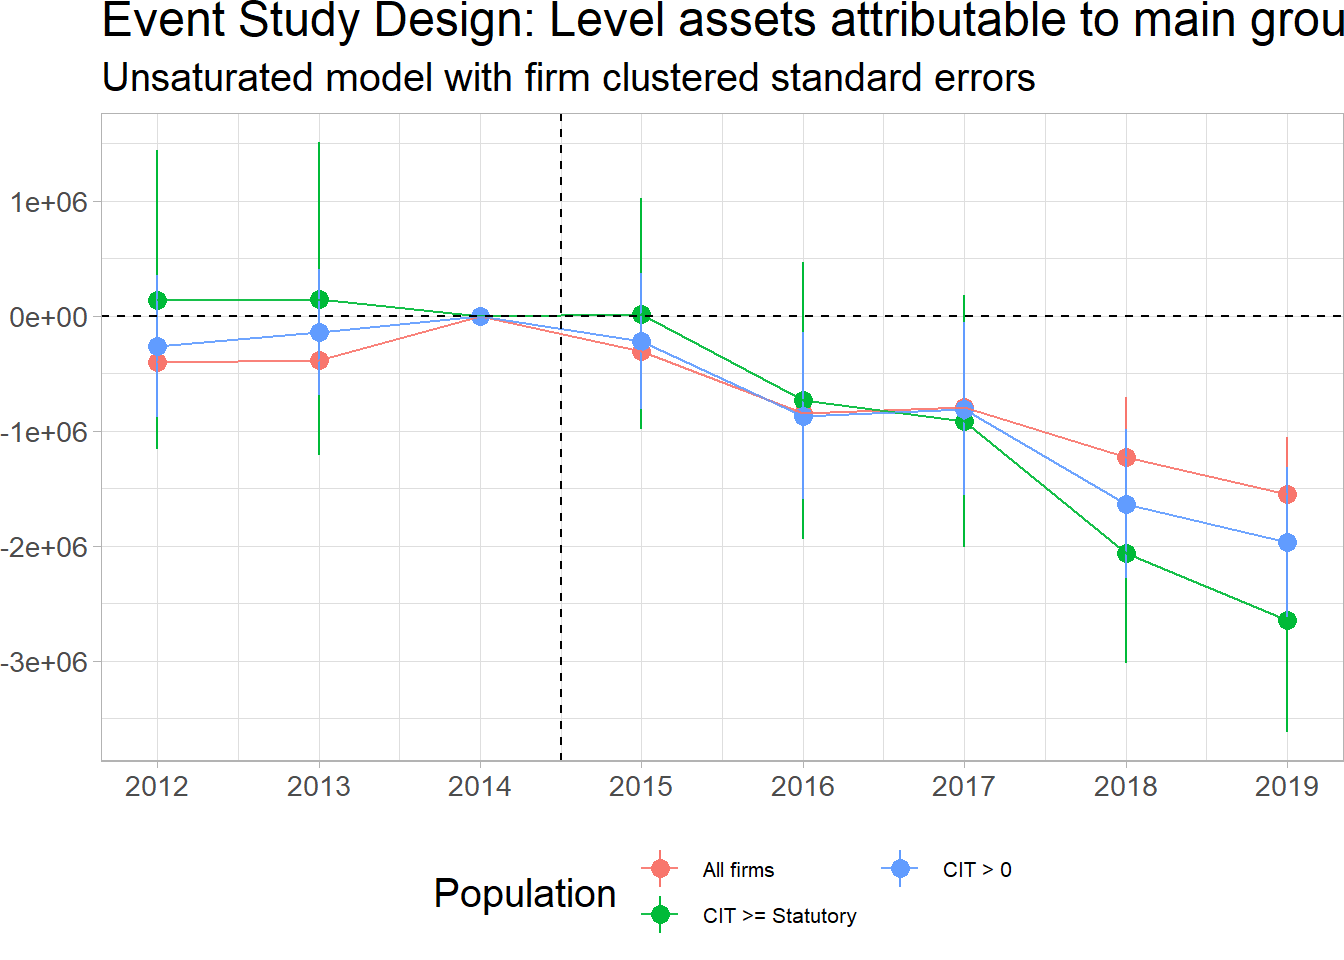 Event Study Design: Level assets attributable to main grou
Unsaturated model with firm clustered standard errors
1e+06
0e+00
-1e+06
-2e+06
-3e+06
2012 2013 2014 2015 2016 2017 2018 2019
Population
All firms
CIT > 0
CIT >= Statutory